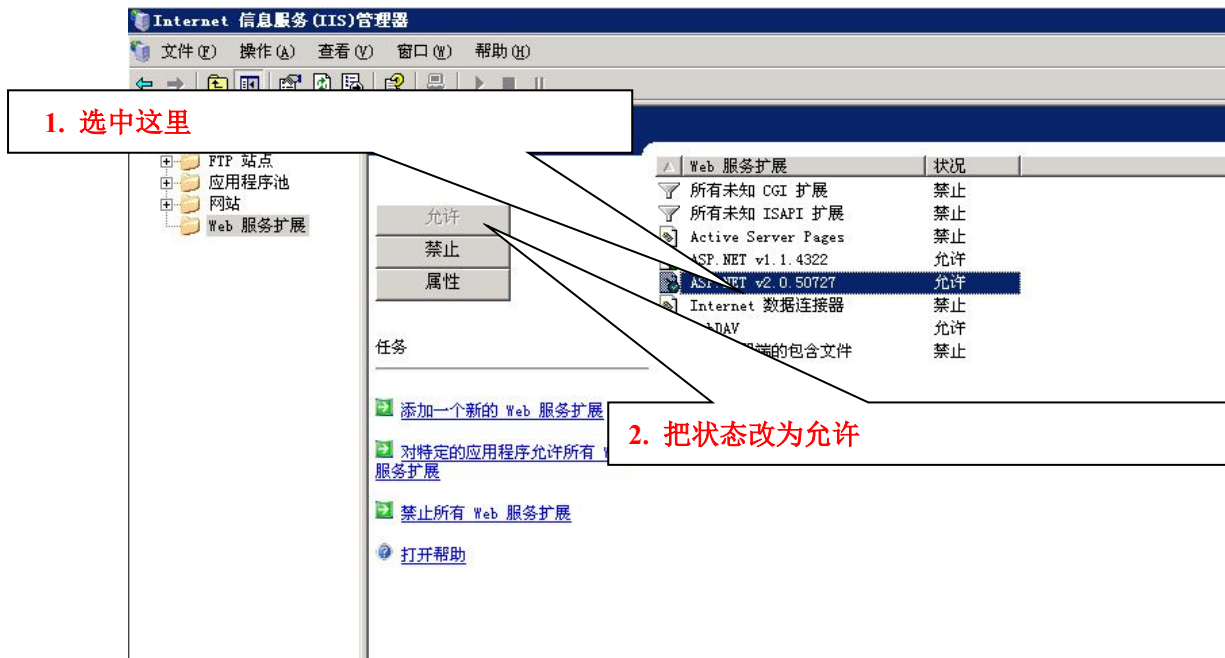 Internet 信息服务(IIS)管理器
文件(F) 操作(A) 查看(V) 窗口(W) 帮助(H)
1. 选中这里
FTP 站点
应用程序池
网站
Web 服务扩展
允许
禁止
属性
任务
添加一个新的 Web 服务扩展
对特定的应用程序允许所有
服务扩展
禁止所有 Web 服务扩展
打开帮助
Web 服务扩展 状况
所有未知 CGI 扩展 禁止
所有未知 ISAPI 扩展 禁止
Active Server Pages 禁止
ASP.NET v1.1.4322 允许
ASP.NET v2.0.50727 允许
Internet 数据连接器 禁止
允许
端的包含文件 禁止
2. 把状态改为允许